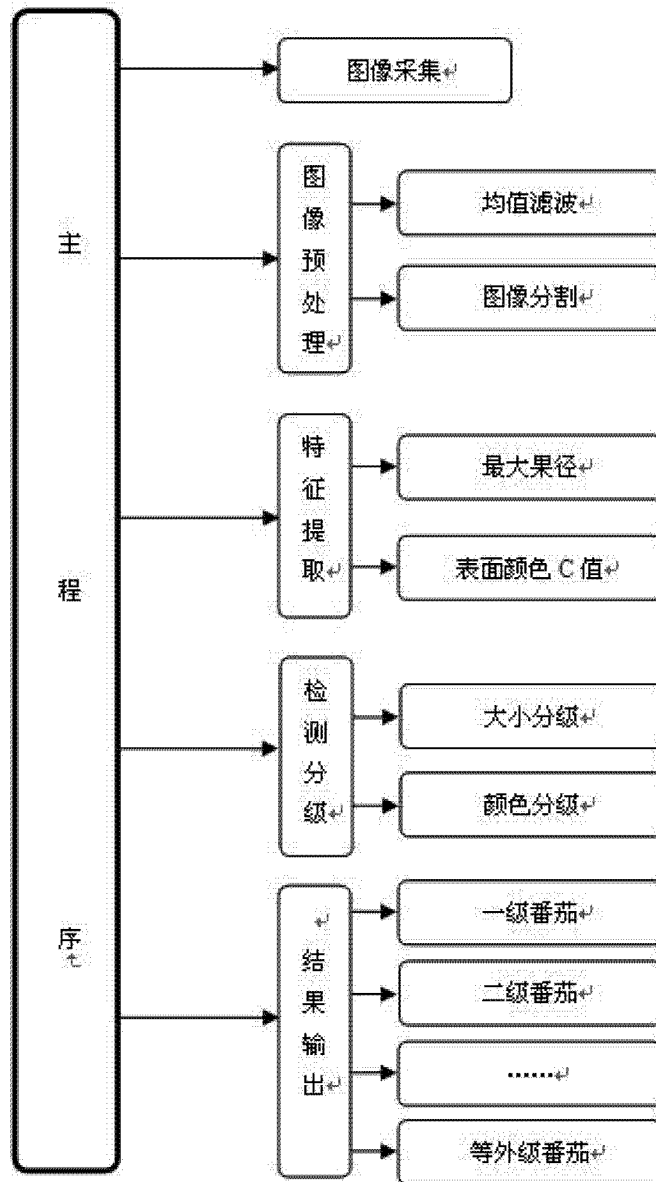 主程序
图像采集
图像预处理
均值滤波
图像分割
特征提取
最大果径
表面颜色 C 值
检测分级
大小分级
颜色分级
结果输出
一级番茄
二级番茄
……
等外级番茄